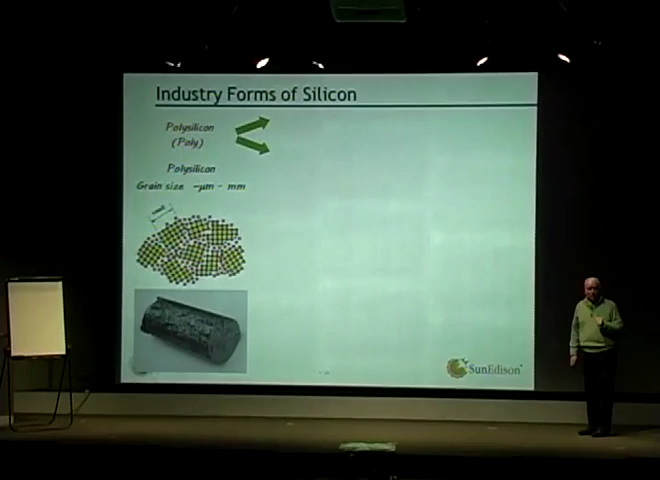 Industry Forms of Silicon
Polysilicon
(Poly)
Polysilicon
Grain size ~µm - mm
SunEdison